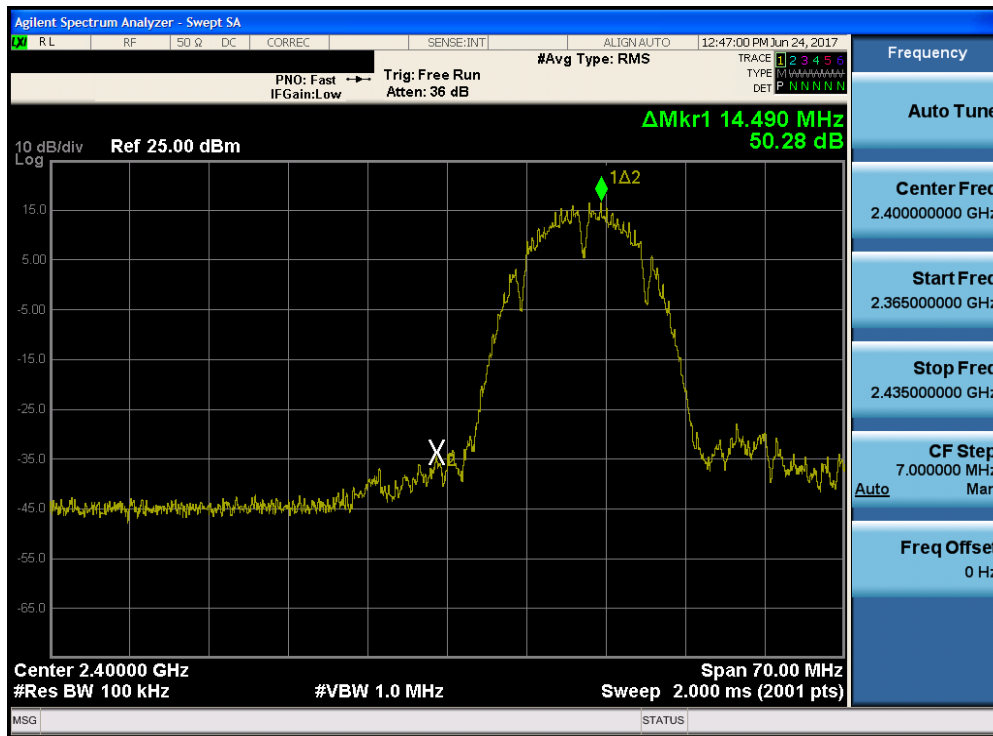 Agilent Spectrum Analyzer - Swept SA
LXI RL RF 50 Ω DC CORREC SENSE:INT ALIGN AUTO 12:47:00 PM Jun 24, 2017
#Avg Type: RMS TRACE 1 2 3 4 5 6
PNO: Fast Trig: Free Run TYPE M WWWWW
IFGain:Low Atten: 36 dB DET P N N N N N
ΔMkr1 14.490 MHz
50.28 dB
10 dB/div Ref 25.00 dBm
Log
1Δ2
15.0
5.00
-5.00
-15.0
-25.0
-35.0
X2
-45.0
-55.0
-65.0
Center 2.40000 GHz Span 70.00 MHz
#Res BW 100 kHz #VBW 1.0 MHz Sweep 2.000 ms (2001 pts)
MSG STATUS
Frequency
Auto Tune
Center Freq
2.400000000 GHz
Start Freq
2.365000000 GHz
Stop Freq
2.435000000 GHz
CF Step
7.000000 MHz
Auto Man
Freq Offset
0 Hz